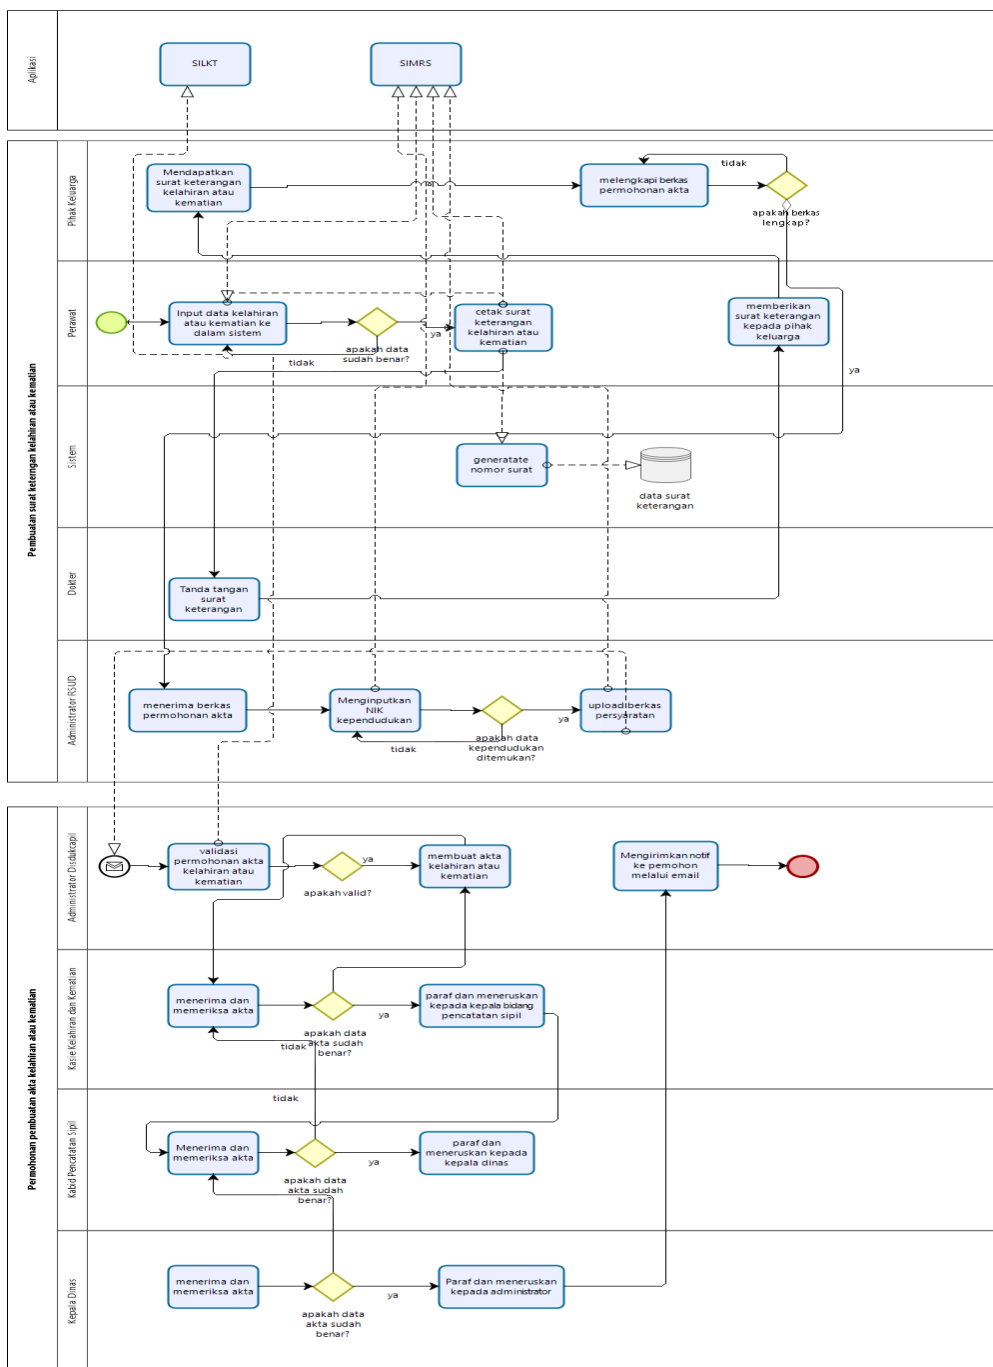 Aplikasi
SILKT
SIMRS
Pembuatan surat keterngan kelahiran atau kematian
Pihak Keluarga
Mendapatkan
surat keterangan
kelahiran atau
kematian
melengkapi berkas
permohonan akta
tidak
apakah berkas
lengkap?
Perawat
Input data kelahiran
atau kematian ke
dalam sistem
apakah data
sudah benar?
tidak
ya
cetak surat
keterangan
kelahiran atau
kematian
memberikan
surat keterangan
kepada pihak
keluarga
ya
Sistem
generatate
nomor surat
data surat
keterangan
Dokter
Tanda tangan
surat
keterangan
Administrator RSUD
menerima berkas
permohonan akta
Menginputkan
NIK
kependudukan
tidak
apakah data
kependudukan
ditemukan?
ya
upload berkas
persyaratan
Permohonan pembuatan akta kelahiran atau kematian
Administrator Disdukcapil
validasi
permohonan akta
kelahiran atau
kematian
ya
apakah valid?
membuat akta
kelahiran atau
kematian
Mengirimkan notif
ke pemohon
melalui email
Kasie Kelahiran dan Kematian
menerima dan
memeriksa akta
apakah data
akta sudah
benar?
tidak
ya
paraf dan meneruskan
kepada kepala bidang
pencatatan sipil
tidak
Kabid Pencatatan Sipil
Menerima dan
memeriksa akta
apakah data
akta sudah
benar?
ya
paraf dan
meneruskan kepada
kepala dinas
Kepala Dinas
menerima dan
memeriksa akta
apakah data
akta sudah
benar?
ya
Paraf dan meneruskan
kepada administrator